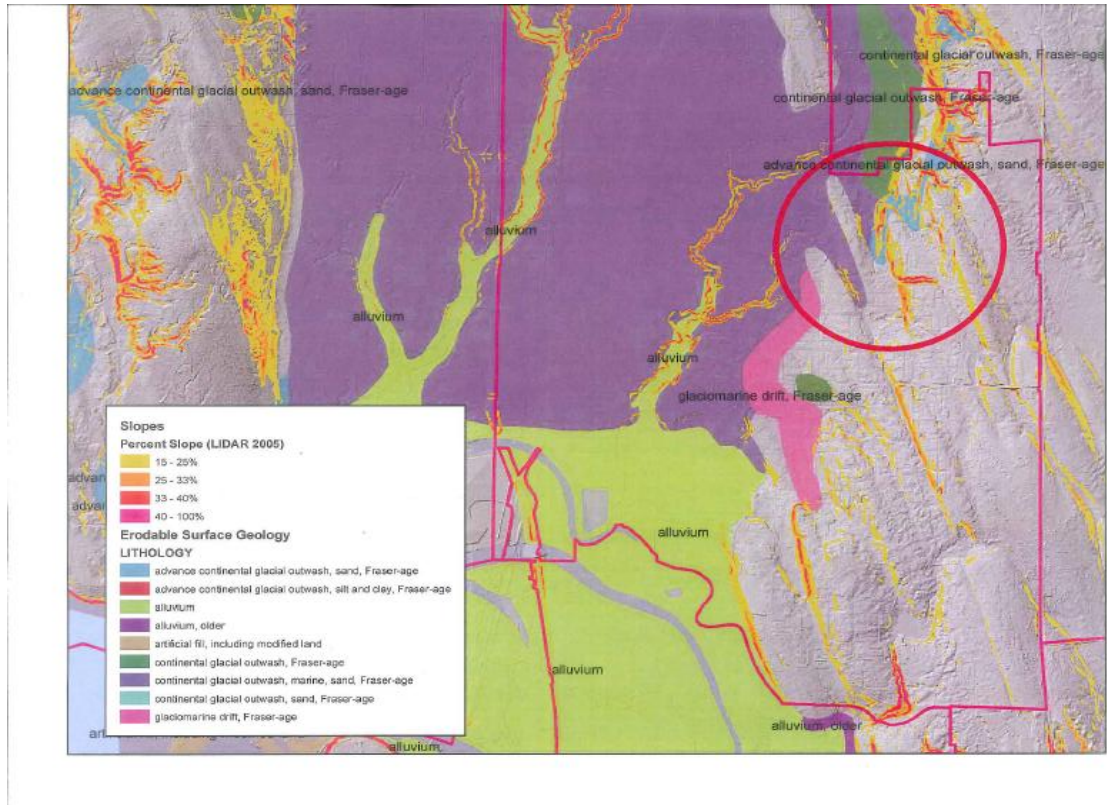 continental glacial outwash, Fraser-age
advance continental glacial outwash, sand, Fraser-age
continental glacial outwash, Fraser-age
advance continental glacial outwash, sand, Fraser-age
alluvium
alluvium
alluvium
glaciomarine drift, Fraser-age
Slopes
Percent Slope (LIDAR 2005)
15 - 25%
25 - 33%
33 - 40%
40 - 100%
Erodable Surface Geology
LITHOLOGY
advance continental glacial outwash, sand, Fraser-age
advance continental glacial outwash, silt and clay, Fraser-age
alluvium
alluvium, older
artificial fill, including modified land
continental glacial outwash, Fraser-age
continental glacial outwash, marine, sand, Fraser-age
continental glacial outwash, sand, Fraser-age
glaciomarine drift, Fraser-age
alluvium
alluvium
alluvium, older
alluvium,